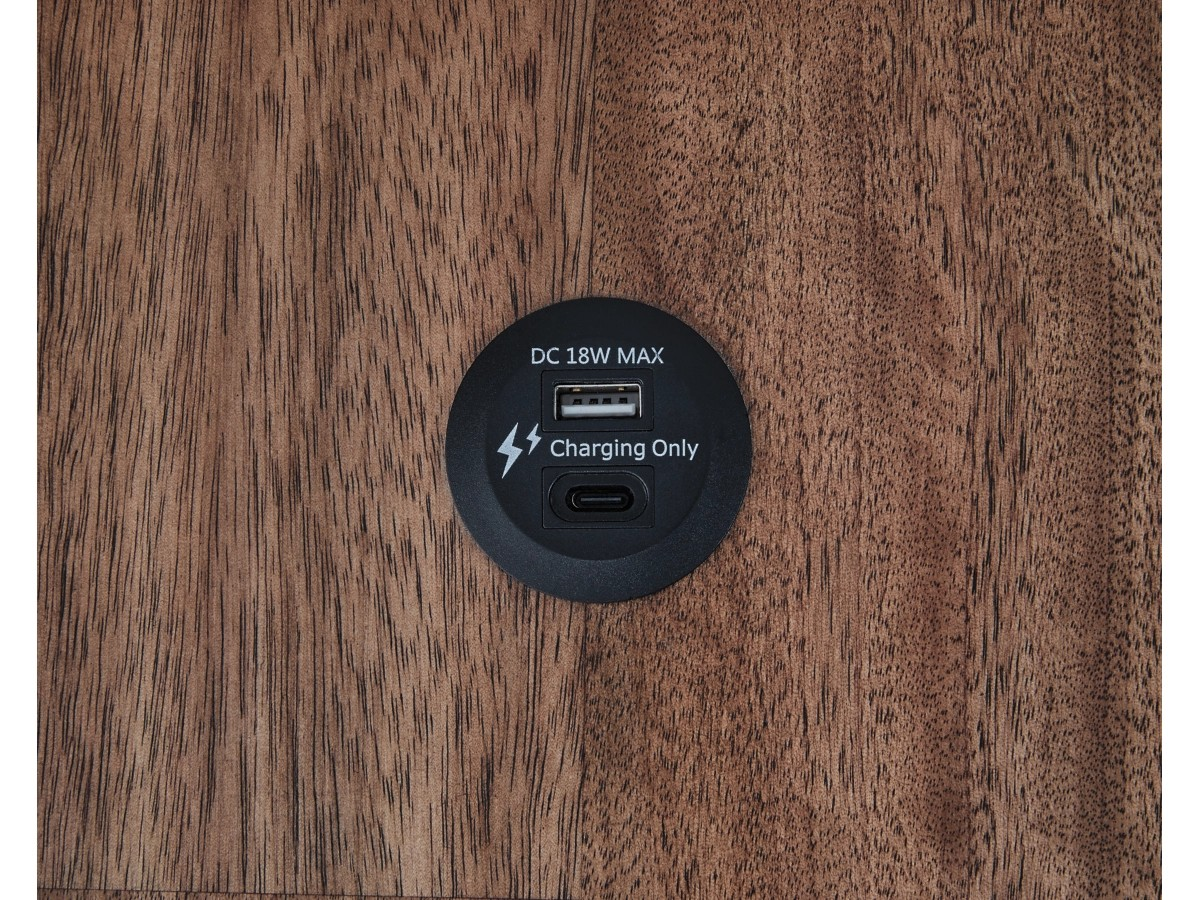 DC 18W MAX
Charging Only